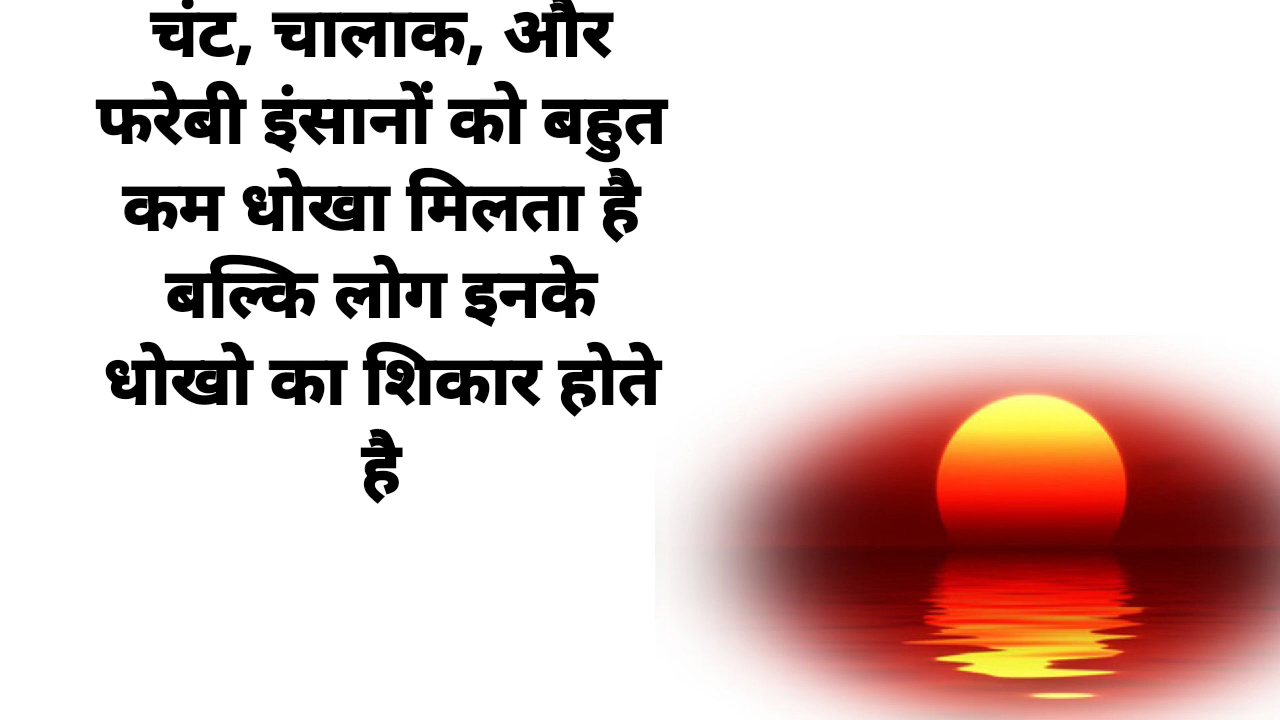 चंट, चालाक, और
फरेबी इंसानों को बहुत
कम धोखा मिलता है
बल्कि लोग इनके
धोखो का शिकार होते
है